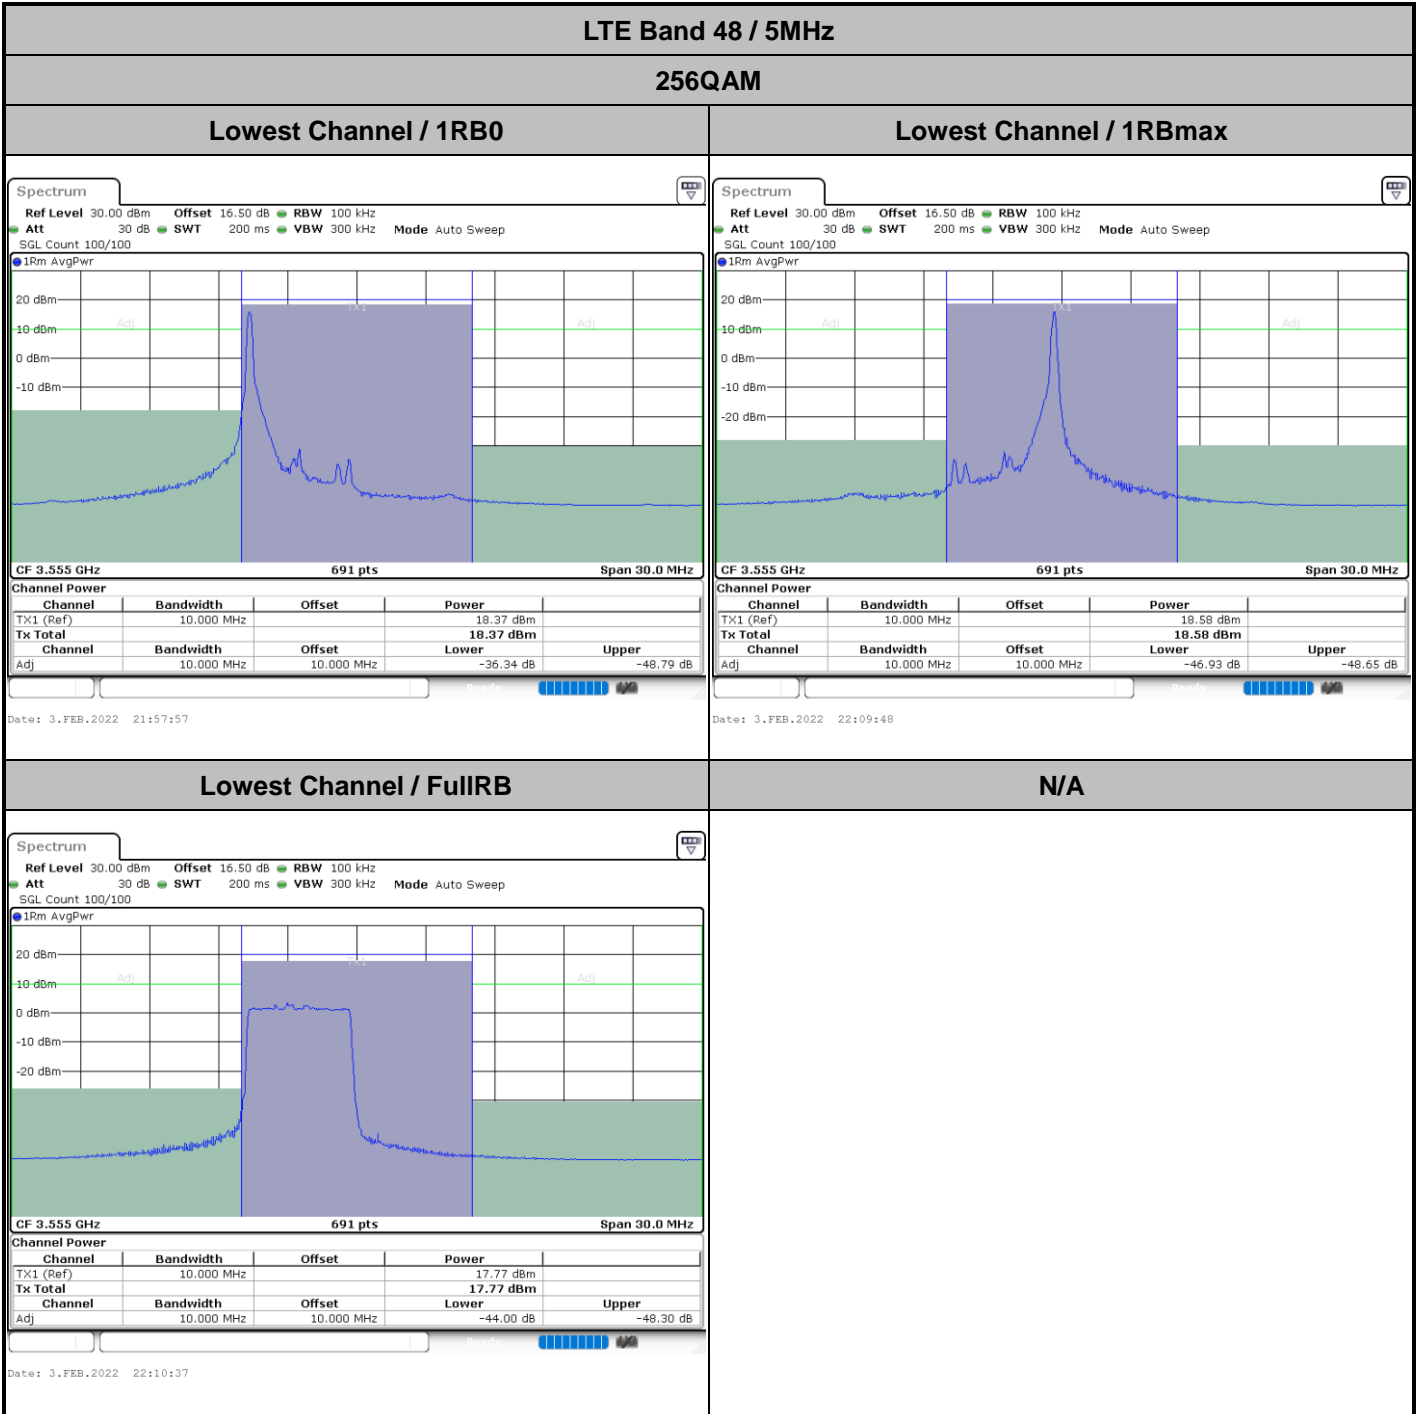 LTE Band 48 / 5MHz
256QAM
Lowest Channel / 1RB0
Spectrum
Ref Level 30.00 dBm Offset 16.50 dB RBW 100 kHz
Att 30 dB SWT 200 ms VBW 300 kHz Mode Auto Sweep
SGL Count 100/100
1Rm AvgPwr
TX1
20 dBm
Adj Adj
10 dBm
0 dBm
-10 dBm
CF 3.555 GHz 691 pts Span 30.0 MHz
Channel Power
Channel Bandwidth Offset Power
TX1 (Ref) 10.000 MHz 18.37 dBm
Tx Total 18.37 dBm
Channel Bandwidth Offset Lower Upper
Adj 10.000 MHz 10.000 MHz -36.34 dB -48.79 dB
Ready
Date: 3.FEB.2022 21:57:57
Lowest Channel / 1RBmax
Spectrum
Ref Level 30.00 dBm Offset 16.50 dB RBW 100 kHz
Att 30 dB SWT 200 ms VBW 300 kHz Mode Auto Sweep
SGL Count 100/100
1Rm AvgPwr
20 dBm
TX1
Adj Adj
10 dBm
0 dBm
-10 dBm
-20 dBm
CF 3.555 GHz 691 pts Span 30.0 MHz
Channel Power
Channel Bandwidth Offset Power
TX1 (Ref) 10.000 MHz 18.58 dBm
Tx Total 18.58 dBm
Channel Bandwidth Offset Lower Upper
Adj 10.000 MHz 10.000 MHz -46.93 dB -48.65 dB
Ready
Date: 3.FEB.2022 22:09:48
Lowest Channel / FullRB
Spectrum
Ref Level 30.00 dBm Offset 16.50 dB RBW 100 kHz
Att 30 dB SWT 200 ms VBW 300 kHz Mode Auto Sweep
SGL Count 100/100
1Rm AvgPwr
20 dBm
TX1
Adj Adj
10 dBm
0 dBm
-10 dBm
-20 dBm
CF 3.555 GHz 691 pts Span 30.0 MHz
Channel Power
Channel Bandwidth Offset Power
TX1 (Ref) 10.000 MHz 17.77 dBm
Tx Total 17.77 dBm
Channel Bandwidth Offset Lower Upper
Adj 10.000 MHz 10.000 MHz -44.00 dB -48.30 dB
Ready
Date: 3.FEB.2022 22:10:37
N/A